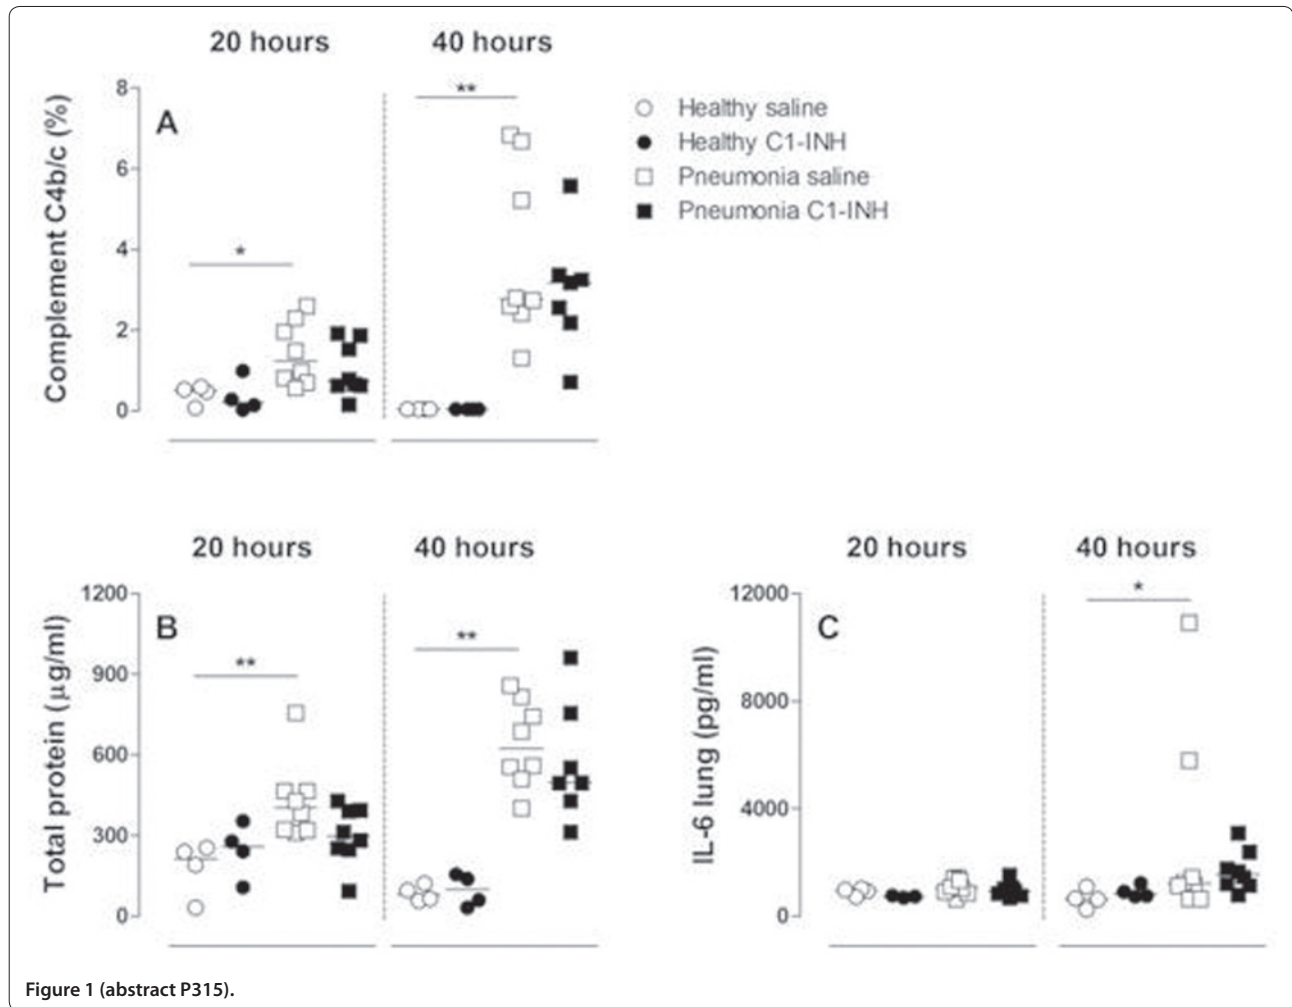 20 hours 40 hours
8
6
4
2
0
Complement C4b/c (%)
A
*
**
Healthy saline
Healthy C1-INH
Pneumonia saline
Pneumonia C1-INH
20 hours 40 hours
1200
900
600
300
0
Total protein (µg/ml)
B
**
**
20 hours 40 hours
12000
8000
4000
0
IL-6 lung (pg/ml)
C
*
Figure 1 (abstract P315).